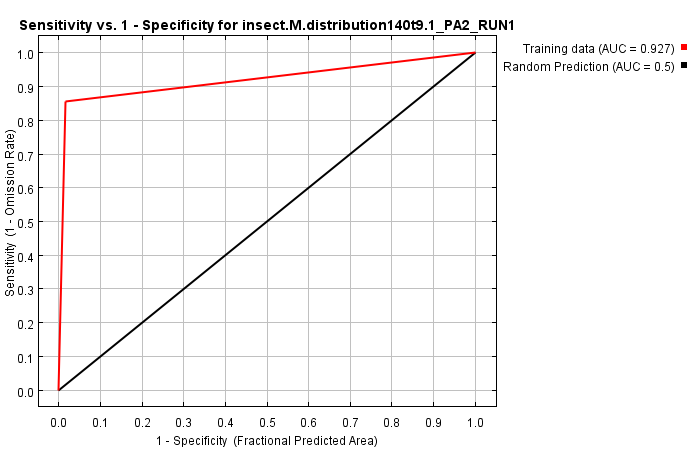 Sensitivity vs. 1 - Specificity for insect.M.distribution140t9.1_PA2_RUN1
Training data (AUC = 0.927)
Random Prediction (AUC = 0.5)
Sensitivity (1 - Omission Rate)
1.0
0.9
0.8
0.7
0.6
0.5
0.4
0.3
0.2
0.1
0.0
0.0 0.1 0.2 0.3 0.4 0.5 0.6 0.7 0.8 0.9 1.0
1 - Specificity (Fractional Predicted Area)